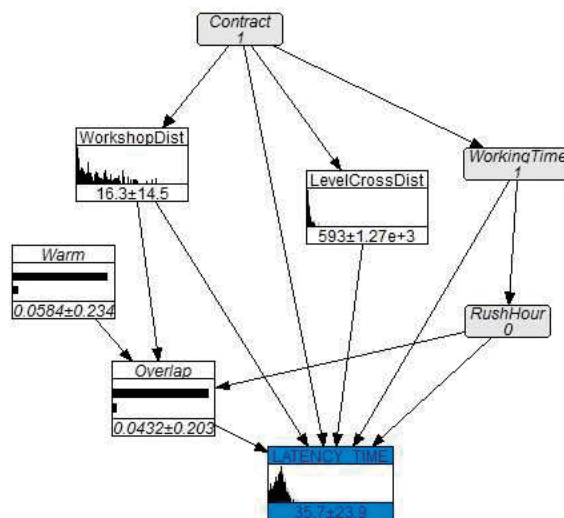 Contract
1
WorkshopDist
16.3±14.5
LevelCrossDist
593±1.27e+3
WorkingTime
1
Warm
0.0584±0.234
RushHour
0
Overlap
0.0432±0.203
LATENCY_TIME
35.7±23.9